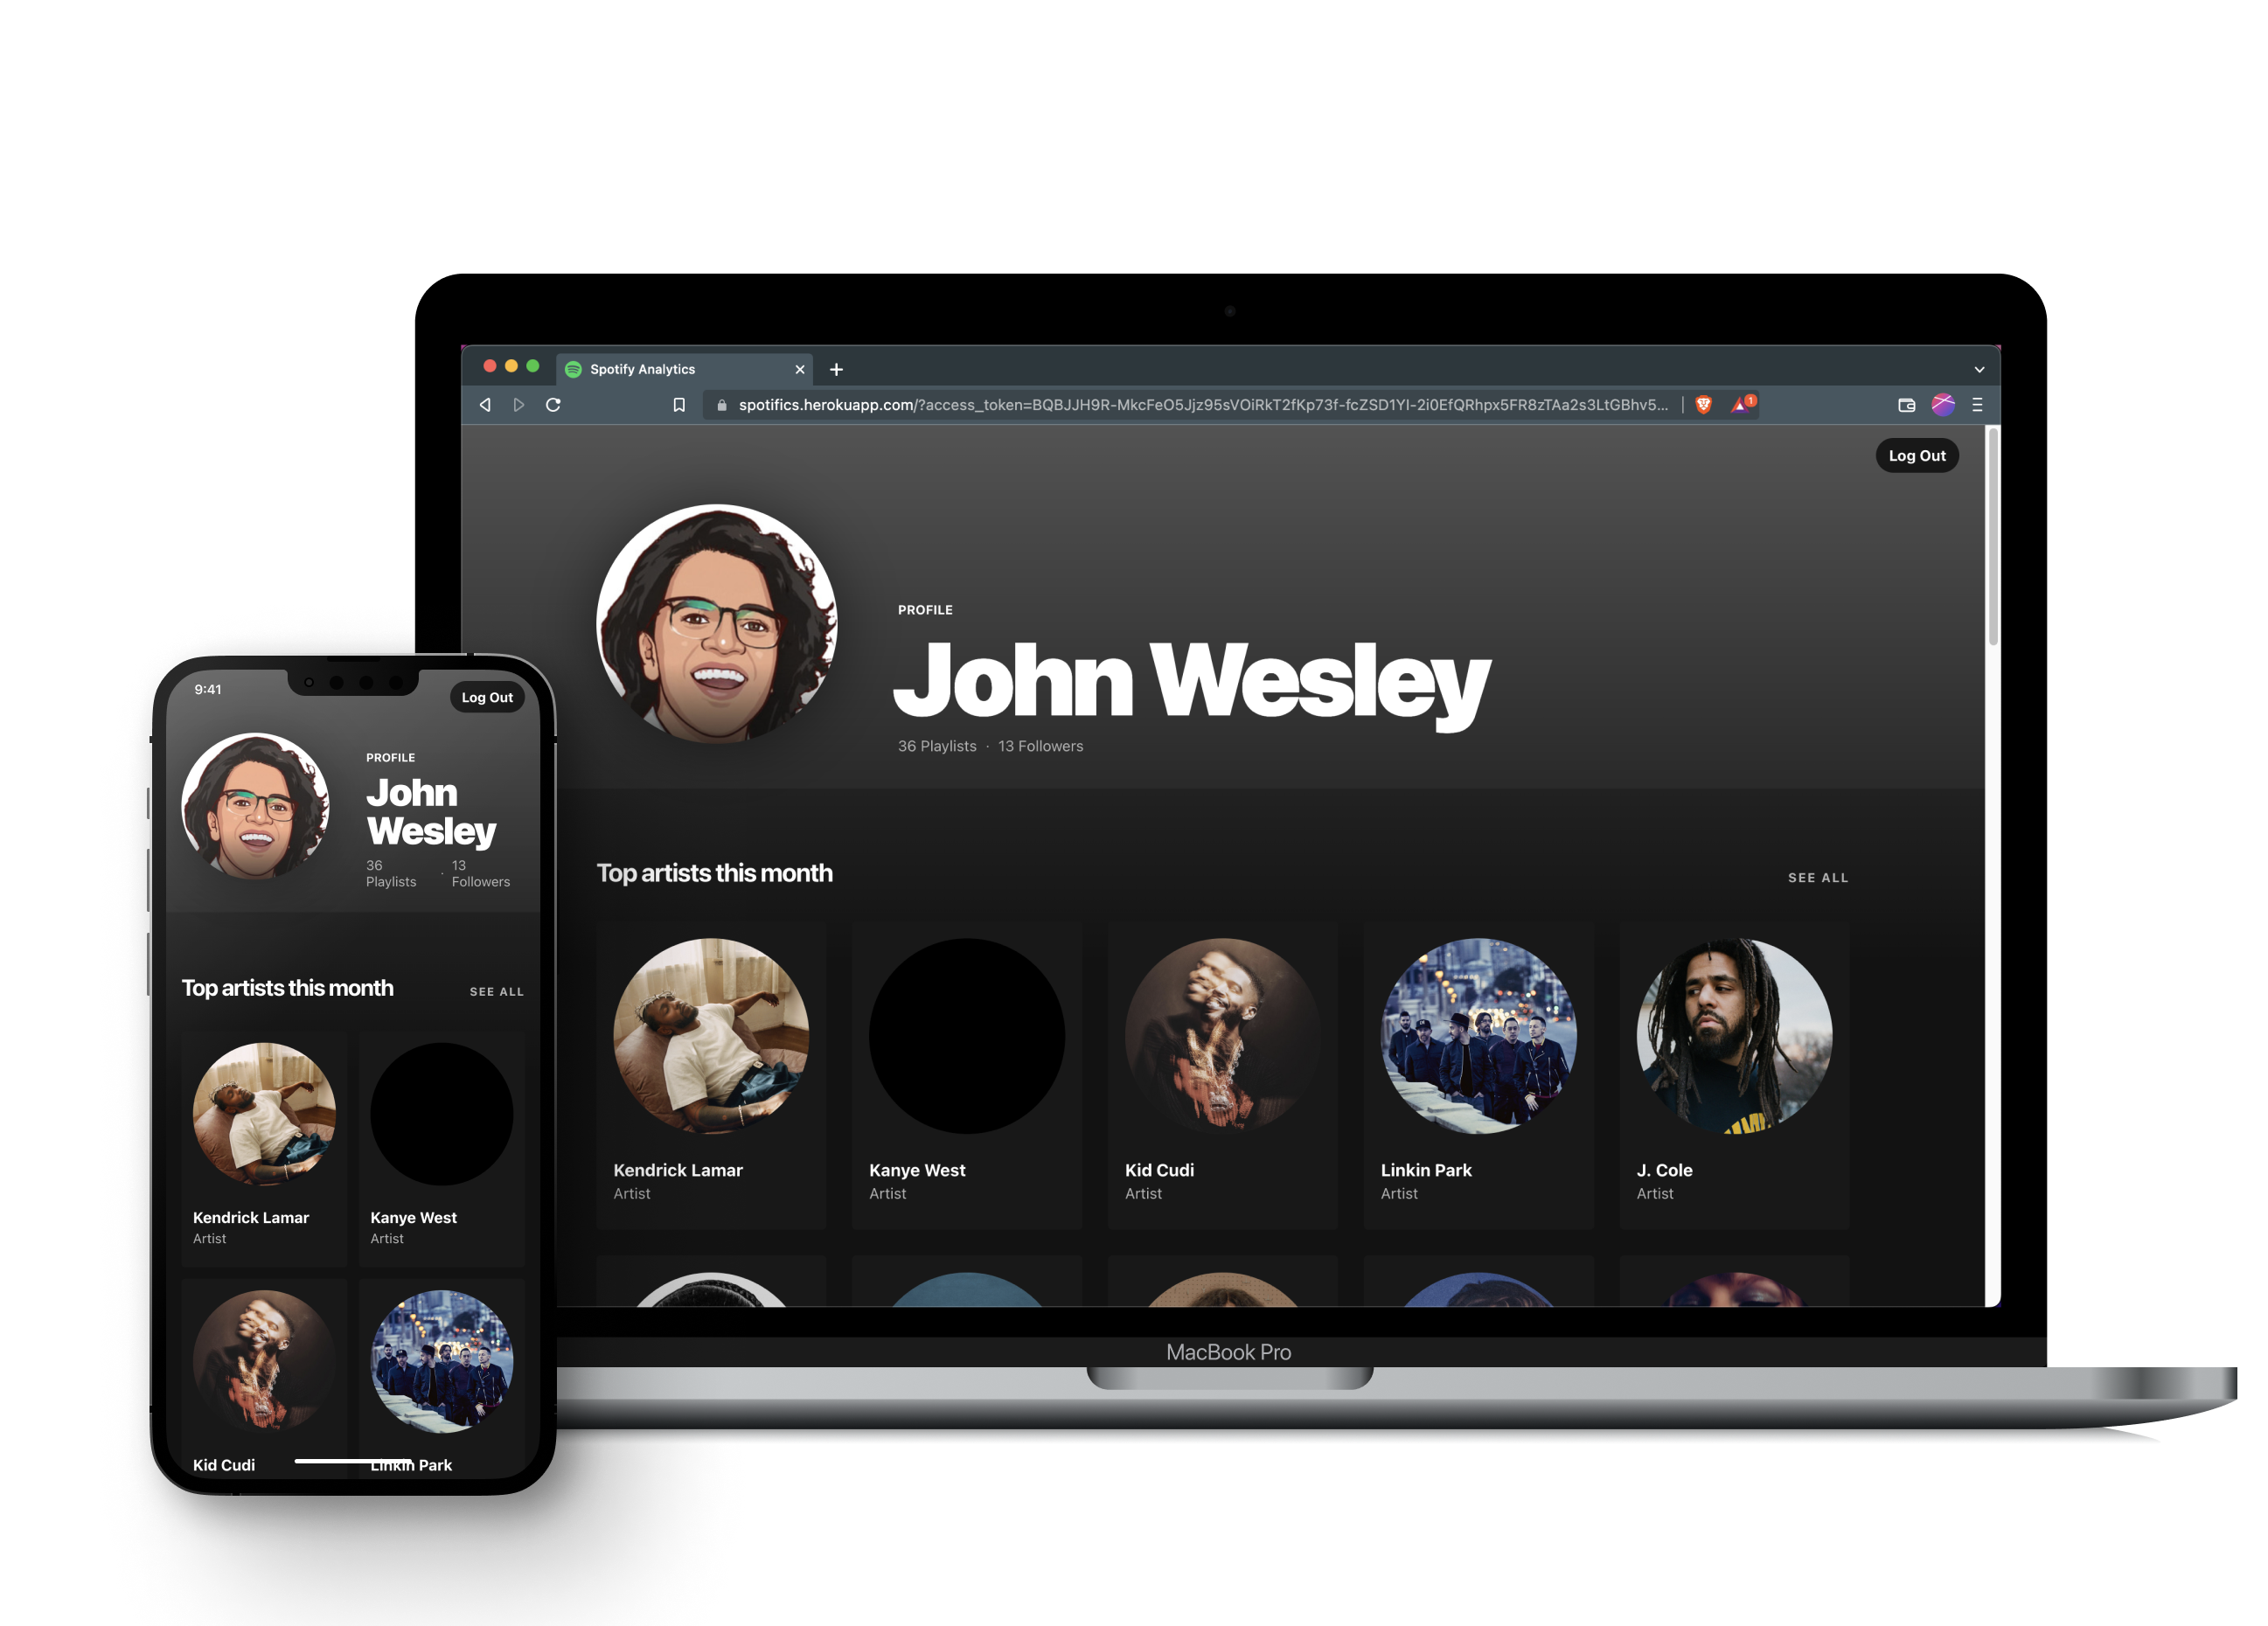 Spotify Analytics
spotifics.herokuapp.com/?access_token=BQBJJH9R-MkcFeO5Jjz95sVOiRkT2fKp73f-fcZSD1YI-2i0EfQRhpx5FR8zTAa2s3LtGBhv5...
1
Log Out
PROFILE
John Wesley
36 Playlists · 13 Followers
Top artists this month
SEE ALL
Kendrick Lamar
Artist
Kanye West
Artist
Kid Cudi
Artist
Linkin Park
Artist
J. Cole
Artist
MacBook Pro
9:41
Log Out
PROFILE
John
Wesley
36 Playlists · 13 Followers
Top artists this month
SEE ALL
Kendrick Lamar
Artist
Kanye West
Artist
Kid Cudi
Linkin Park